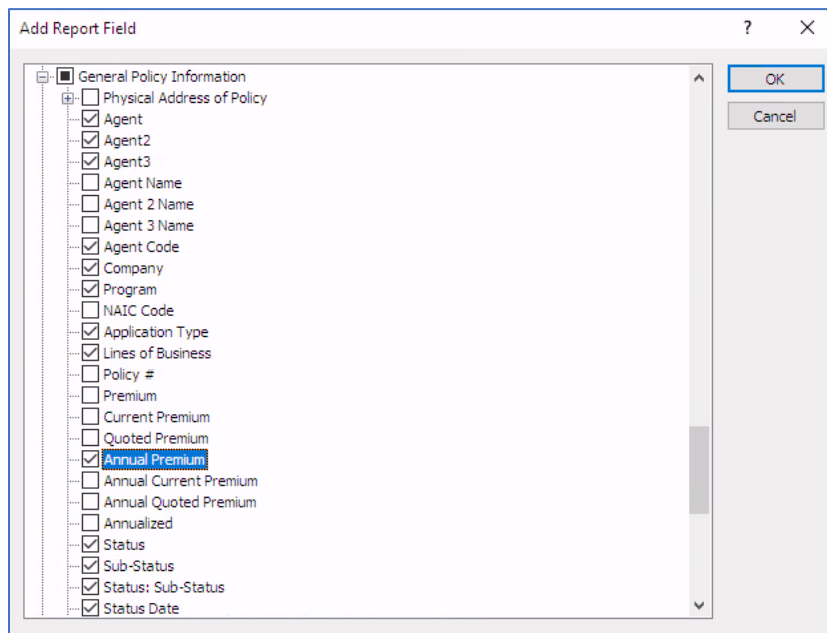 Add Report Field
?
General Policy Information
OK
Physical Address of Policy
Agent
Cancel
Agent2
Agent3
Agent Name
Agent 2 Name
Agent 3 Name
Agent Code
Company
Program
NAIC Code
Application Type
Lines of Business
Policy #
Premium
Current Premium
Quoted Premium
Annual Premium
Annual Current Premium
Annual Quoted Premium
Annualized
Status
Sub-Status
Status: Sub-Status
Status Date